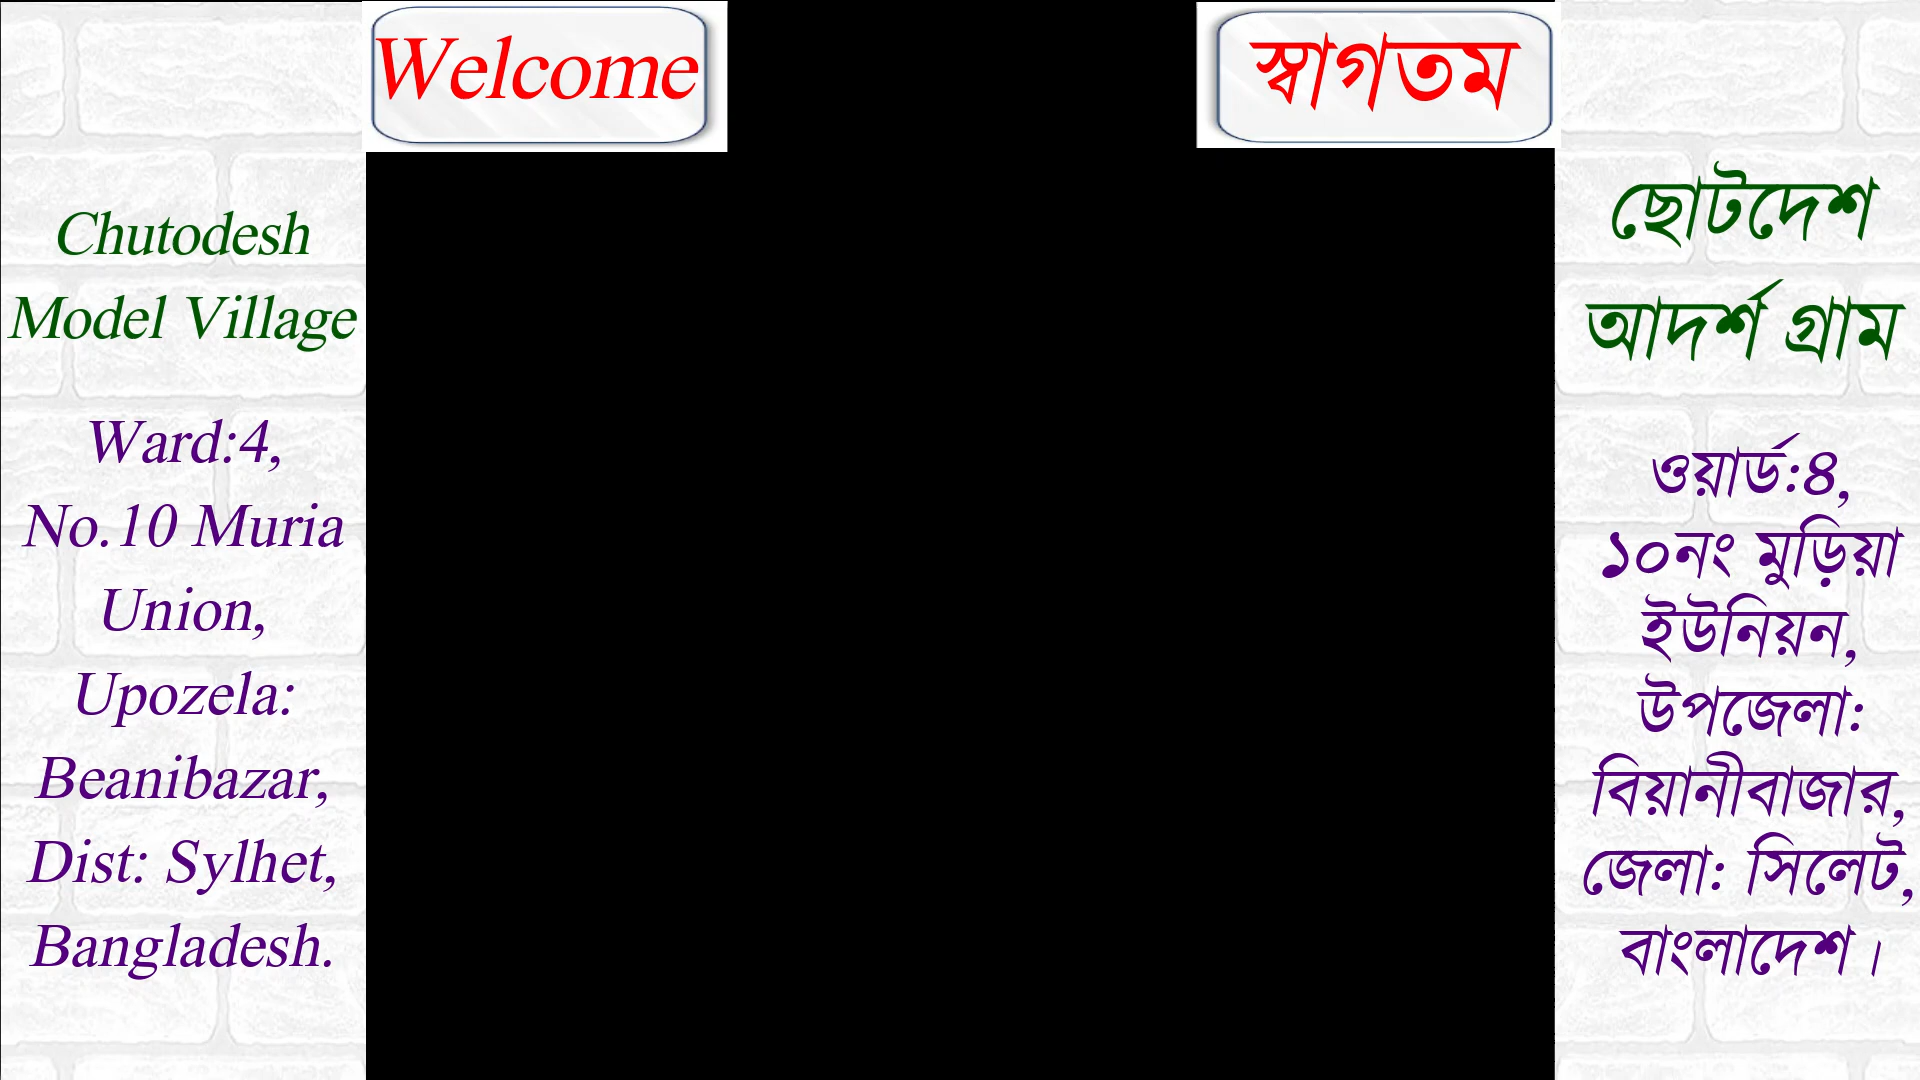 Welcome
Chutodesh
Model Village
Ward:4,
No.10 Muria
Union,
Upozela:
Beanibazar,
Dist: Sylhet,
Bangladesh.
স্বাগতম
ছোটদেশ
আদর্শ গ্রাম
ওয়ার্ড:৪,
১০নং মুড়িয়া
ইউনিয়ন,
উপজেলা:
বিয়ানীবাজার,
জেলা: সিলেট,
বাংলাদেশ।